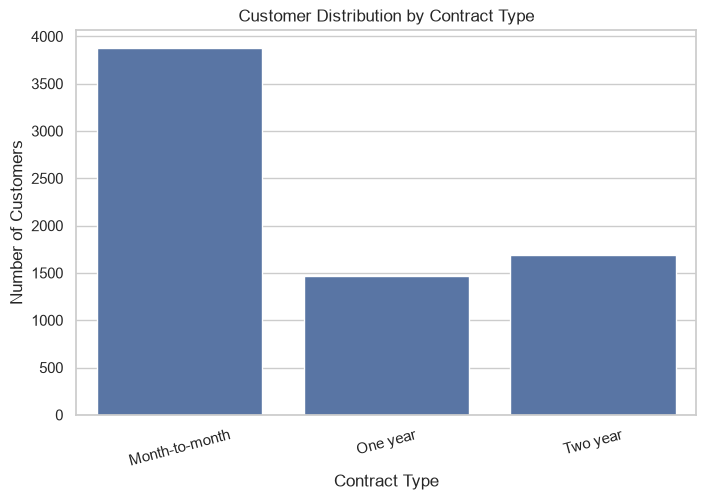 Customer Distribution by Contract Type
Number of Customers
4000
3500
3000
2500
2000
1500
1000
500
0
Month-to-month
One year
Two year
Contract Type